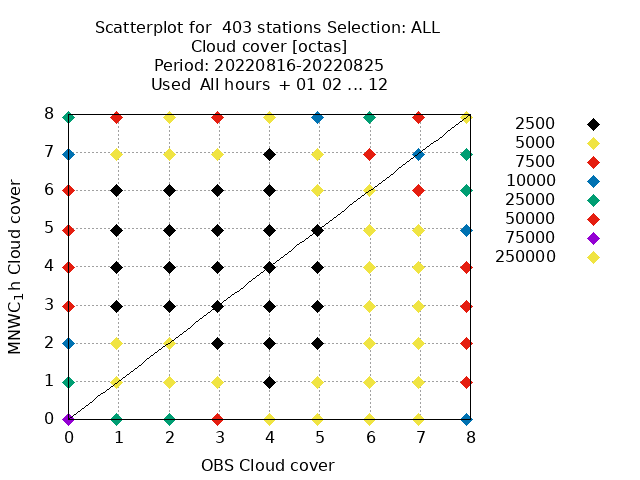 Scatterplot for  403 stations Selection: ALL
Cloud cover [octas]
Period: 20220816-20220825
Used  All hours  + 01 02 ... 12
8
7
6
5
4
3
2
1
0
0 1 2 3 4 5 6 7 8
MNWC_1h Cloud cover
OBS Cloud cover
2500
5000
7500
10000
25000
50000
75000
250000